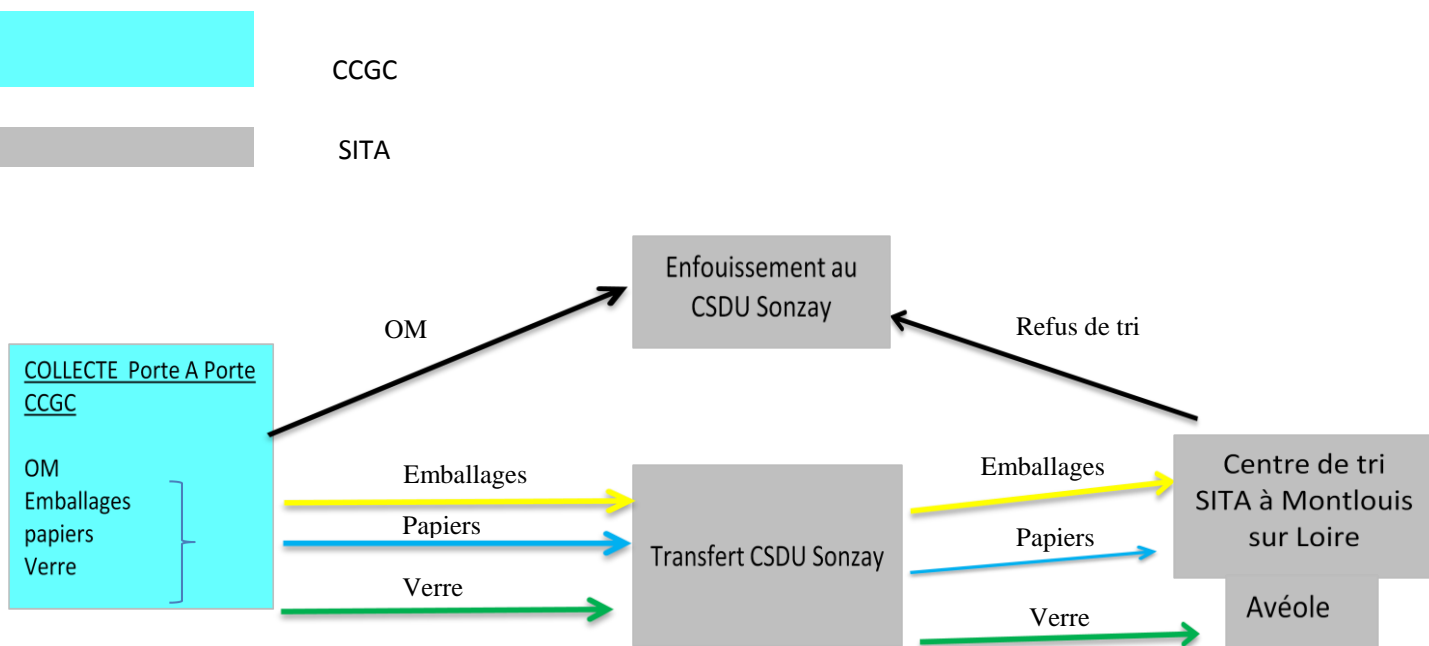 CCGC
SITA
Enfouissement au
CSDU Sonzay
OM
Refus de tri
COLLECTE Porte A Porte
CCGC
OM
Emballages
papiers
Verre
Emballages
Papiers
Verre
Transfert CSDU Sonzay
Emballages
Papiers
Verre
Centre de tri
SITA à Montlouis
sur Loire
Avéole